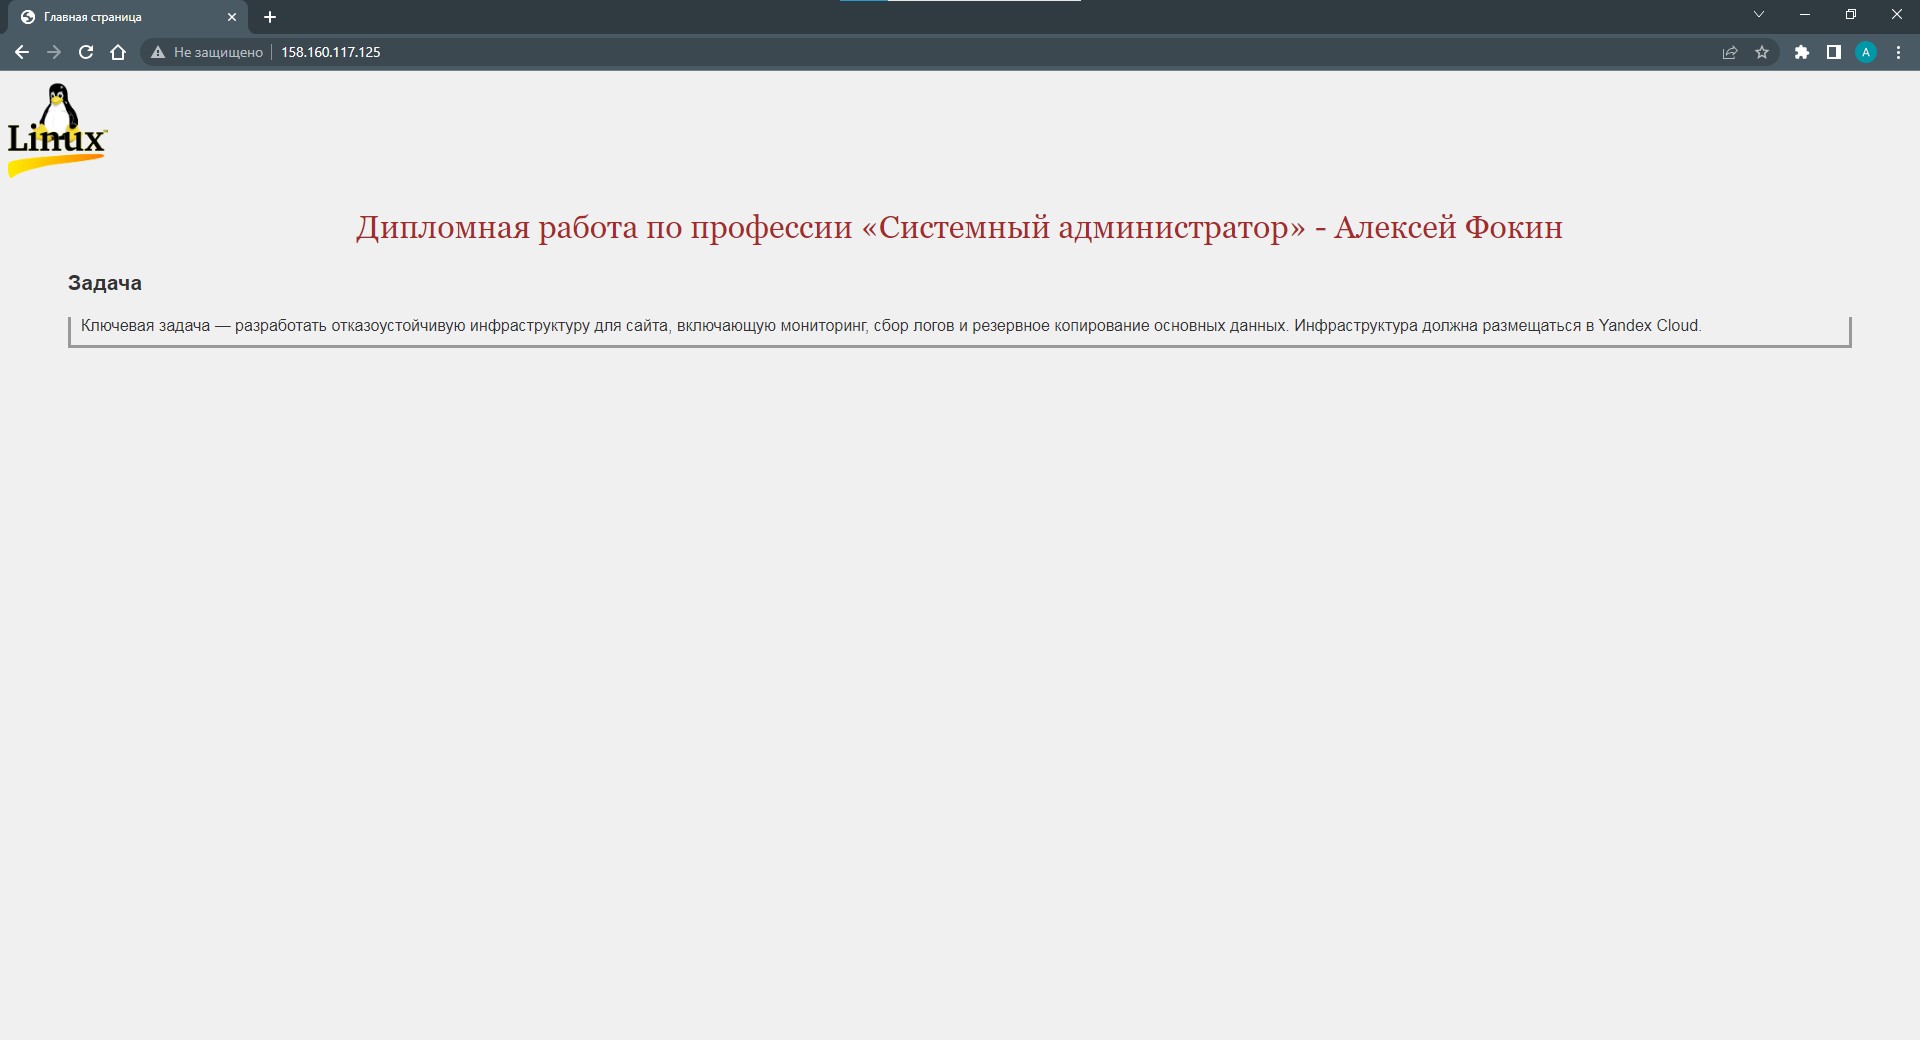 Главная страница
Не защищено
158.160.117.125
A
Linux™
Дипломная работа по профессии «Системный администратор» - Алексей Фокин
Задача
Ключевая задача — разработать отказоустойчивую инфраструктуру для сайта, включающую мониторинг, сбор логов и резервное копирование основных данных. Инфраструктура должна размещаться в Yandex Cloud.